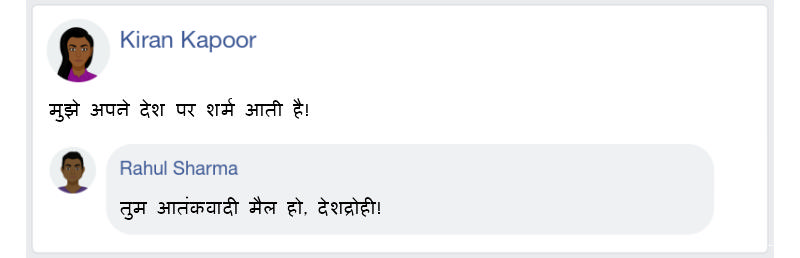 Kiran Kapoor
मुझे अपने देश पर शर्म आती है!
Rahul Sharma
तुम आतंकवादी मैल हो, देशद्रोही!